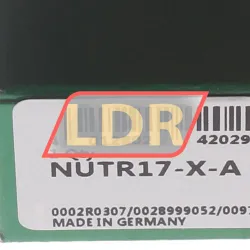 LDR
42029
NUTR17-X-A
0002R0307/0028999052/0097
MADE IN GERMANY